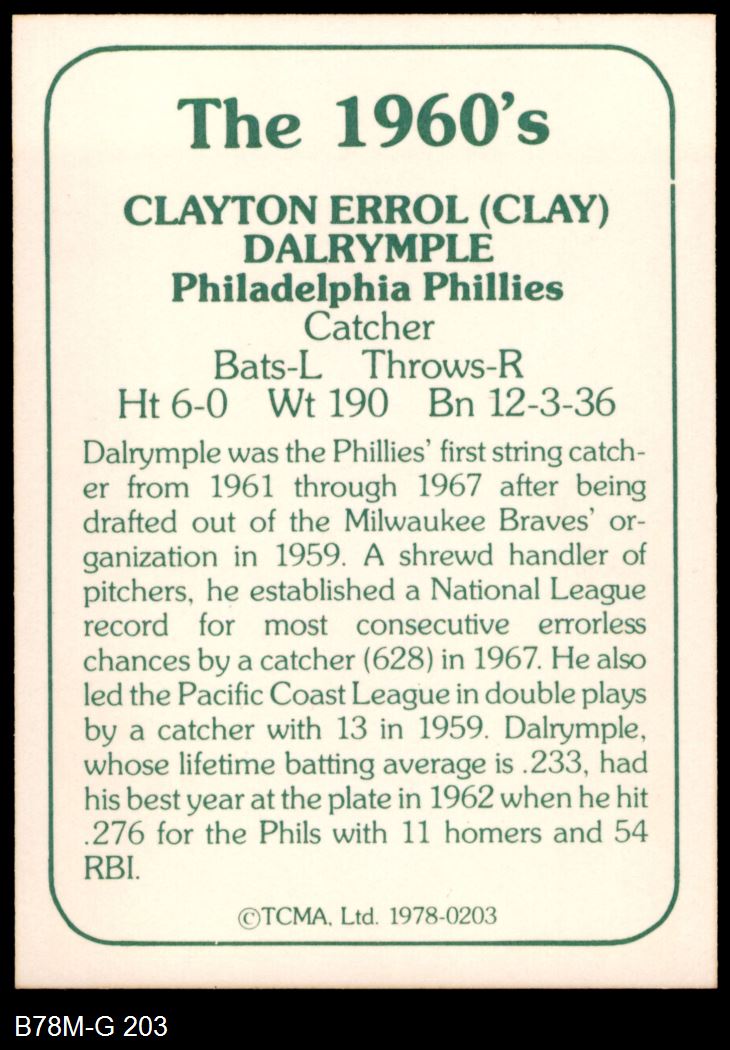 The 1960's
CLAYTON ERROL (CLAY)
DALRYMPLE
Philadelphia Phillies
Catcher
Bats-L Throws-R
Ht 6-0 Wt 190 Bn 12-3-36
Dalrymple was the Phillies' first string catch-
er from 1961 through 1967 after being
drafted out of the Milwaukee Braves' or-
ganization in 1959. A shrewd handler of
pitchers, he established a National League
record for most consecutive errorless
chances by a catcher (628) in 1967. He also
led the Pacific Coast League in double plays
by a catcher with 13 in 1959. Dalrymple,
whose lifetime batting average is .233, had
his best year at the plate in 1962 when he hit
.276 for the Phils with 11 homers and 54
RBI.
©TCMA, Ltd. 1978-0203
B78M-G 203